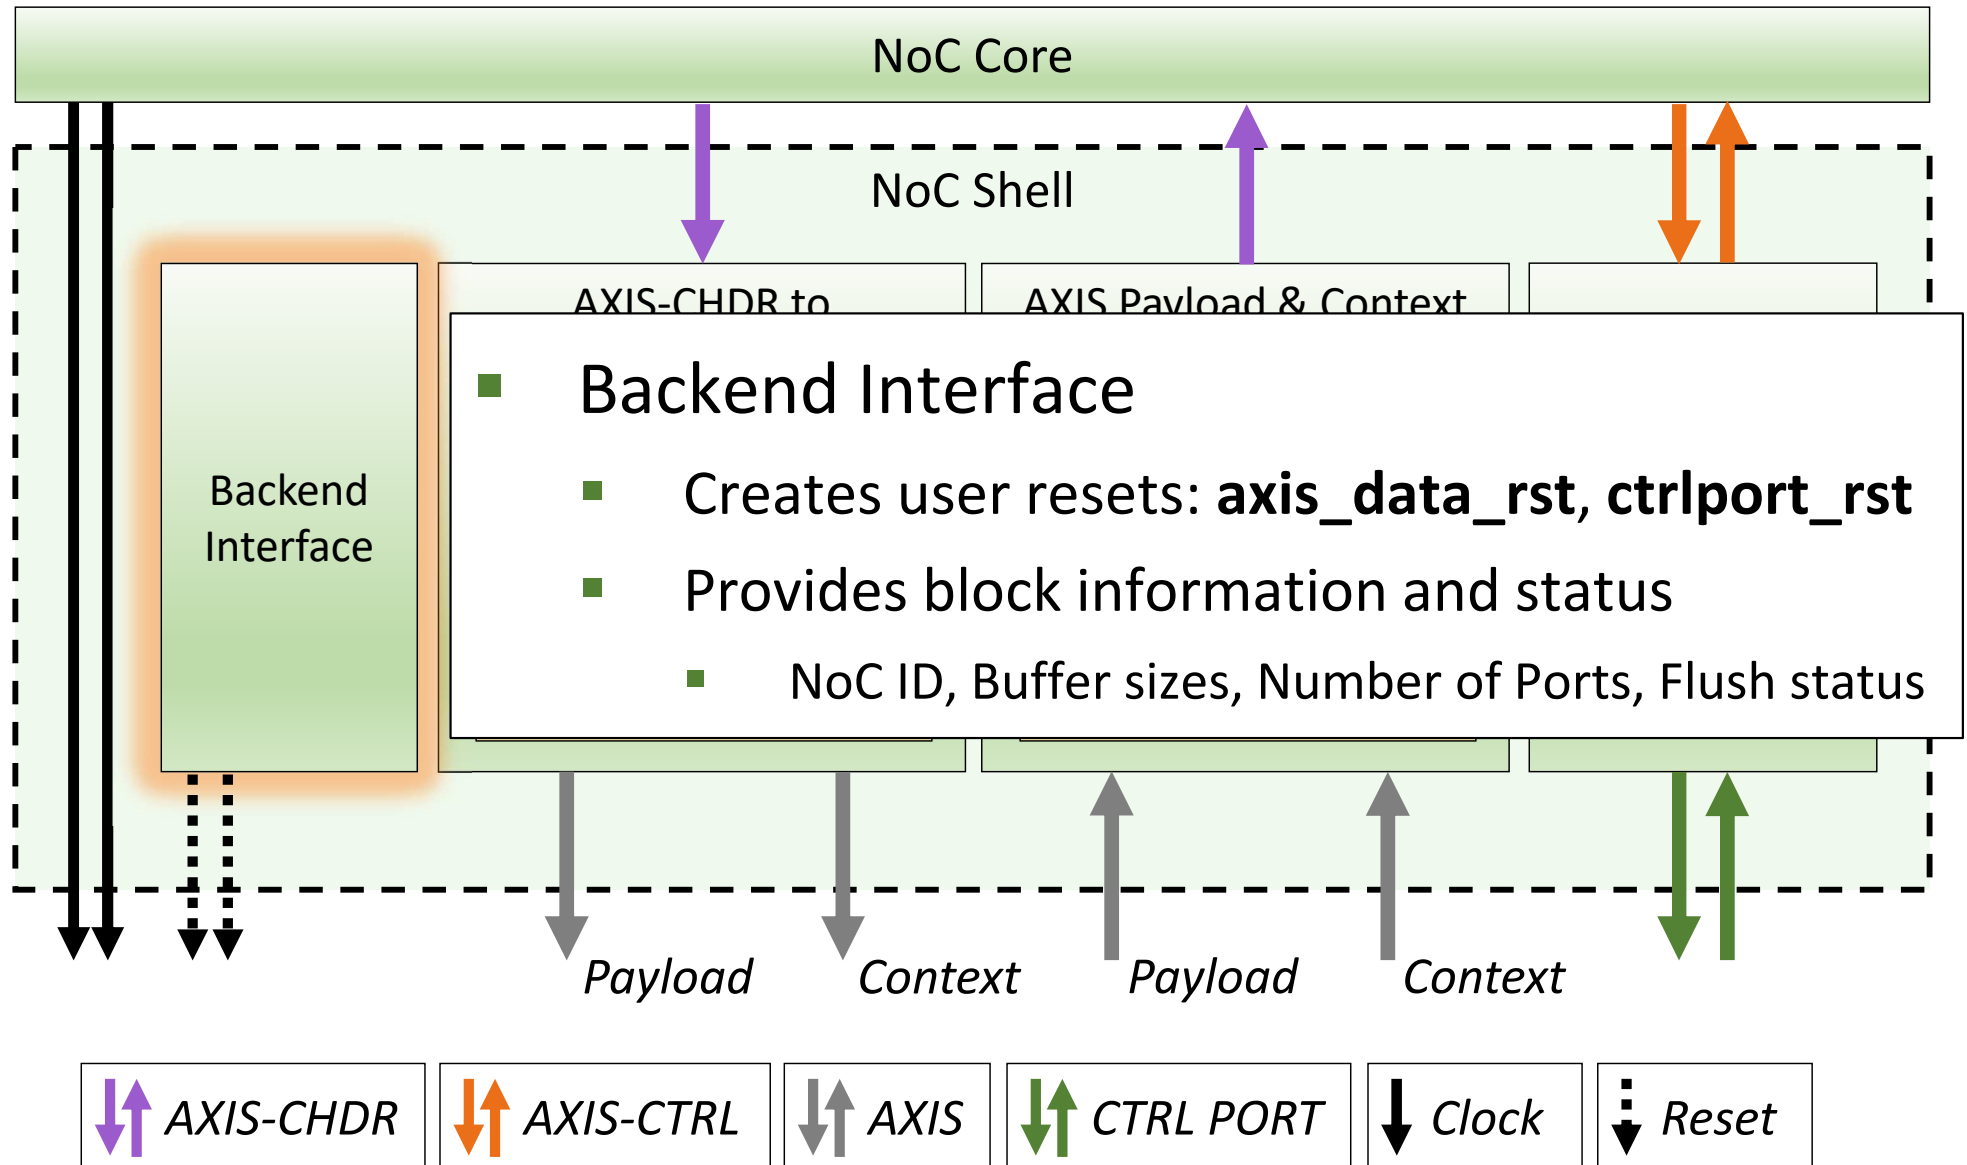 NoC Core
NoC Shell
AXIS-CHDR to
AXIS Payload & Context
Backend
Interface
Backend Interface
Creates user resets: axis_data_rst, ctrlport_rst
Provides block information and status
NoC ID, Buffer sizes, Number of Ports, Flush status
Payload
Context
Payload
Context
AXIS-CHDR
AXIS-CTRL
AXIS
CTRL PORT
Clock
Reset